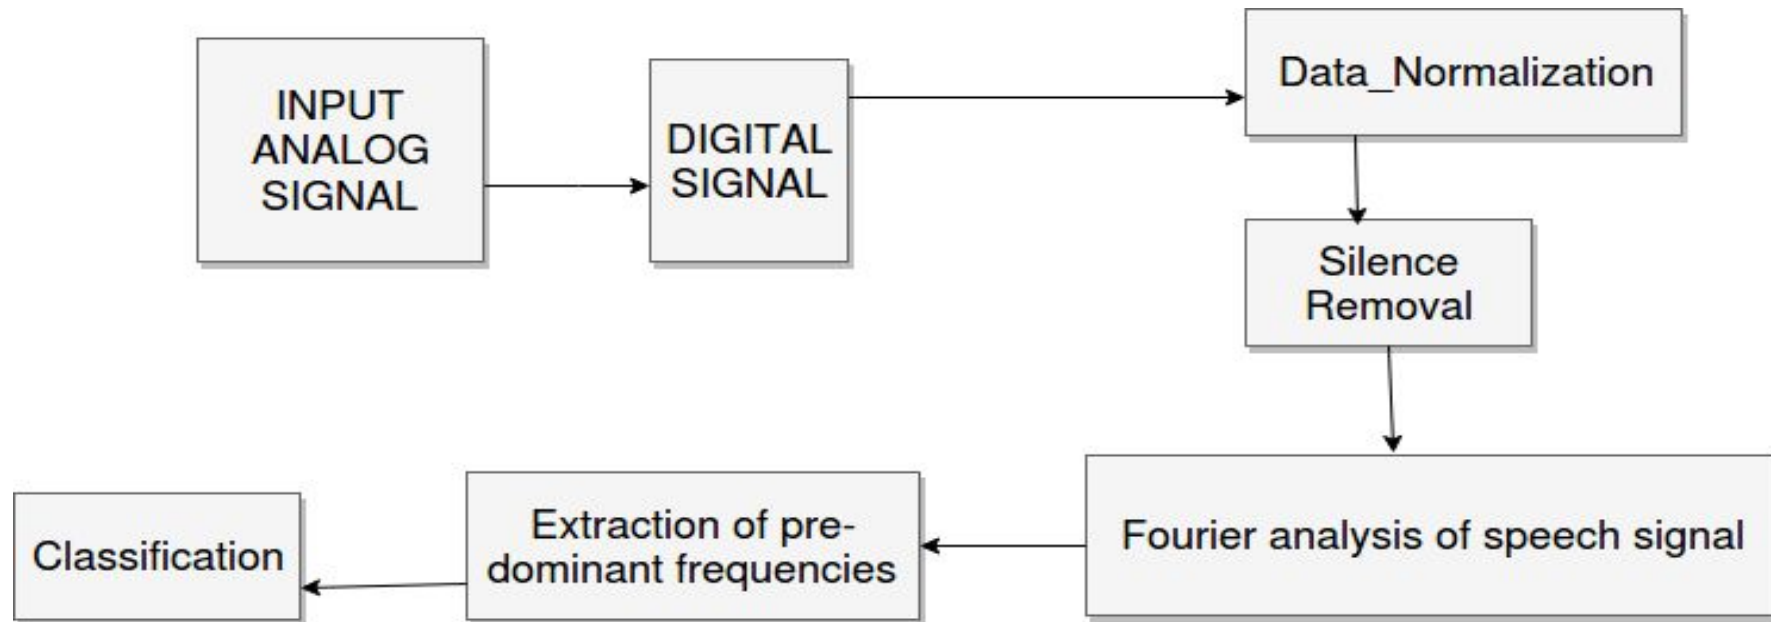 INPUT
ANALOG
SIGNAL
DIGITAL
SIGNAL
Data_Normalization
Silence
Removal
Fourier analysis of speech signal
Extraction of pre-
dominant frequencies
Classification